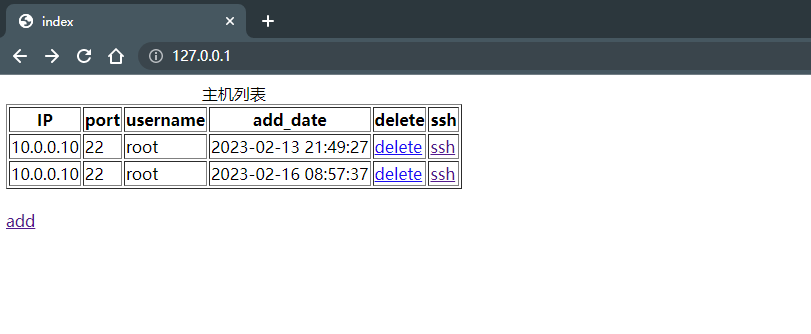 index
127.0.0.1
主机列表
IP port username add_date delete ssh
10.0.0.10 22 root 2023-02-13 21:49:27 delete ssh
10.0.0.10 22 root 2023-02-16 08:57:37 delete ssh
add